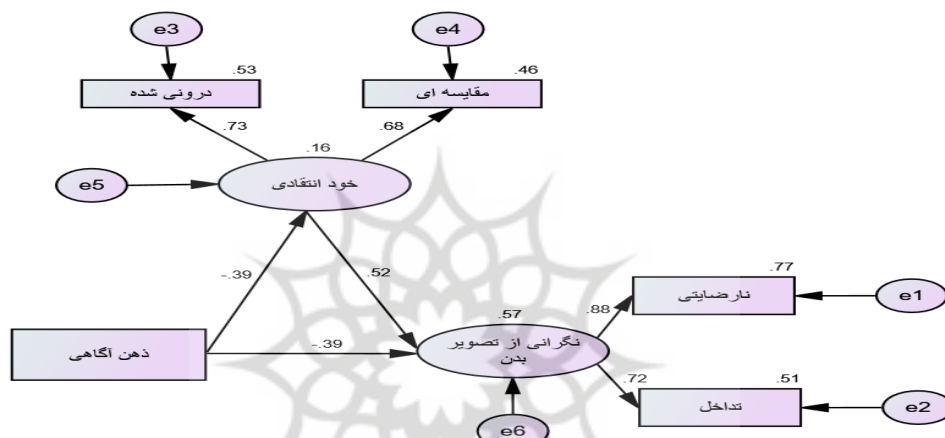 e3
e4
.53
.46
درونی شده
مقایسه ای
.73
.68
.16
e5
خود انتقادی
-.39
.52
.77
نارضایتی
e1
.88
.57
ذهن آگاهی
-.39
نگرانی از تصویر
بدن
.72
.51
تداخل
e2
e6